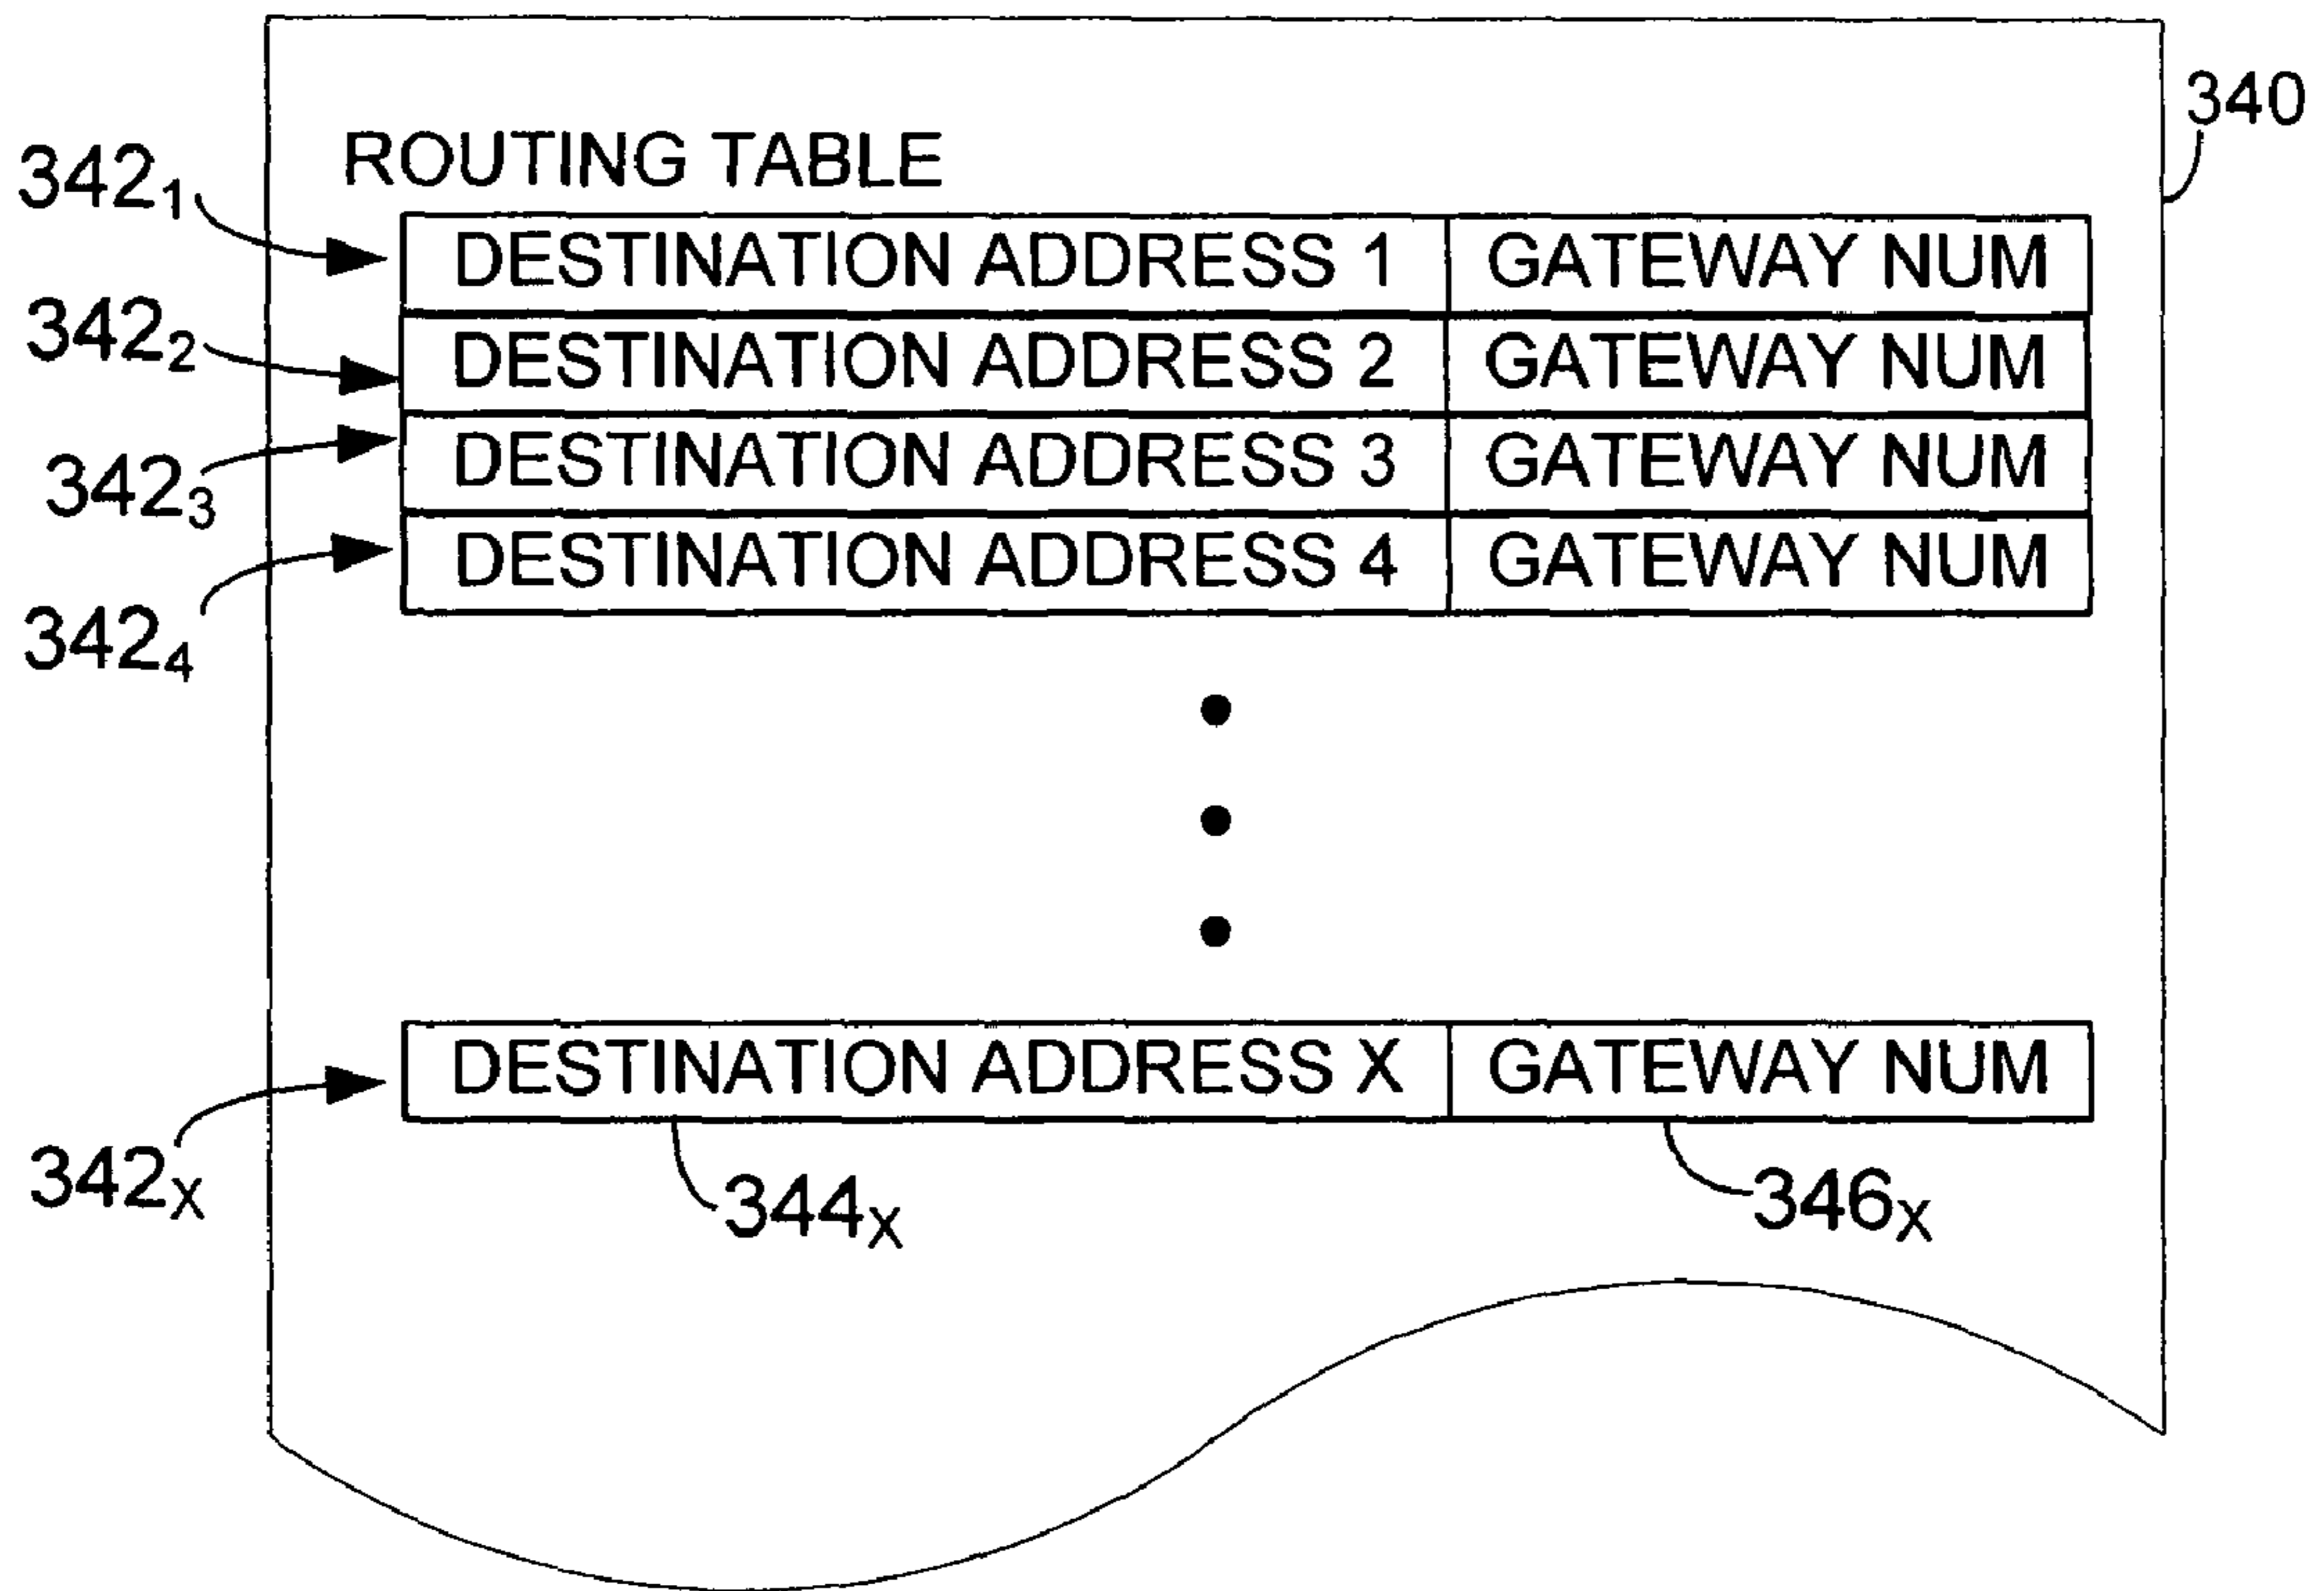 340
ROUTING TABLE
342₁
DESTINATION ADDRESS 1 GATEWAY NUM
342₂
DESTINATION ADDRESS 2 GATEWAY NUM
342₃
DESTINATION ADDRESS 3 GATEWAY NUM
342₄
DESTINATION ADDRESS 4 GATEWAY NUM
DESTINATION ADDRESS X GATEWAY NUM
342ₓ
344ₓ
346ₓ